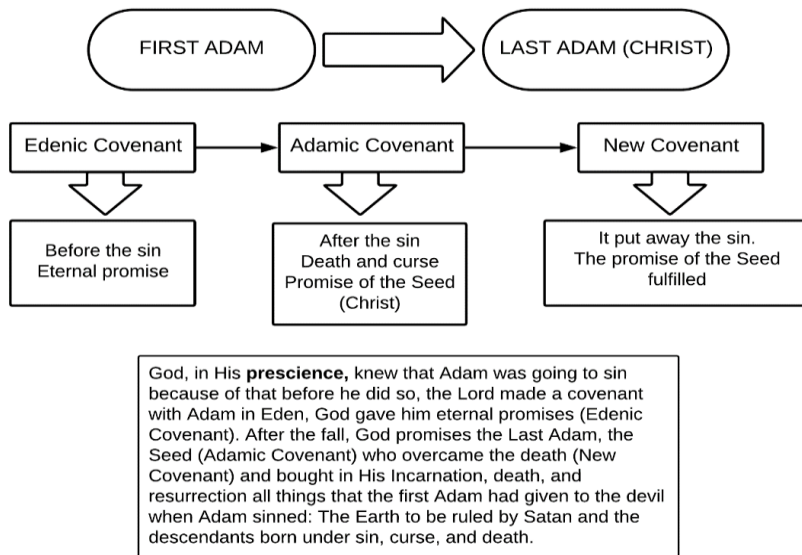 FIRST ADAM
LAST ADAM (CHRIST)
Edenic Covenant
Adamic Covenant
New Covenant
Before the sin
Eternal promise
After the sin
Death and curse
Promise of the Seed
(Christ)
It put away the sin.
The promise of the Seed
fulfilled
God, in His prescience, knew that Adam was going to sin
because of that before he did so, the Lord made a covenant
with Adam in Eden, God gave him eternal promises (Edenic
Covenant). After the fall, God promises the Last Adam, the
Seed (Adamic Covenant) who overcame the death (New
Covenant) and bought in His Incarnation, death, and
resurrection all things that the first Adam had given to the devil
when Adam sinned: The Earth to be ruled by Satan and the
descendants born under sin, curse, and death.